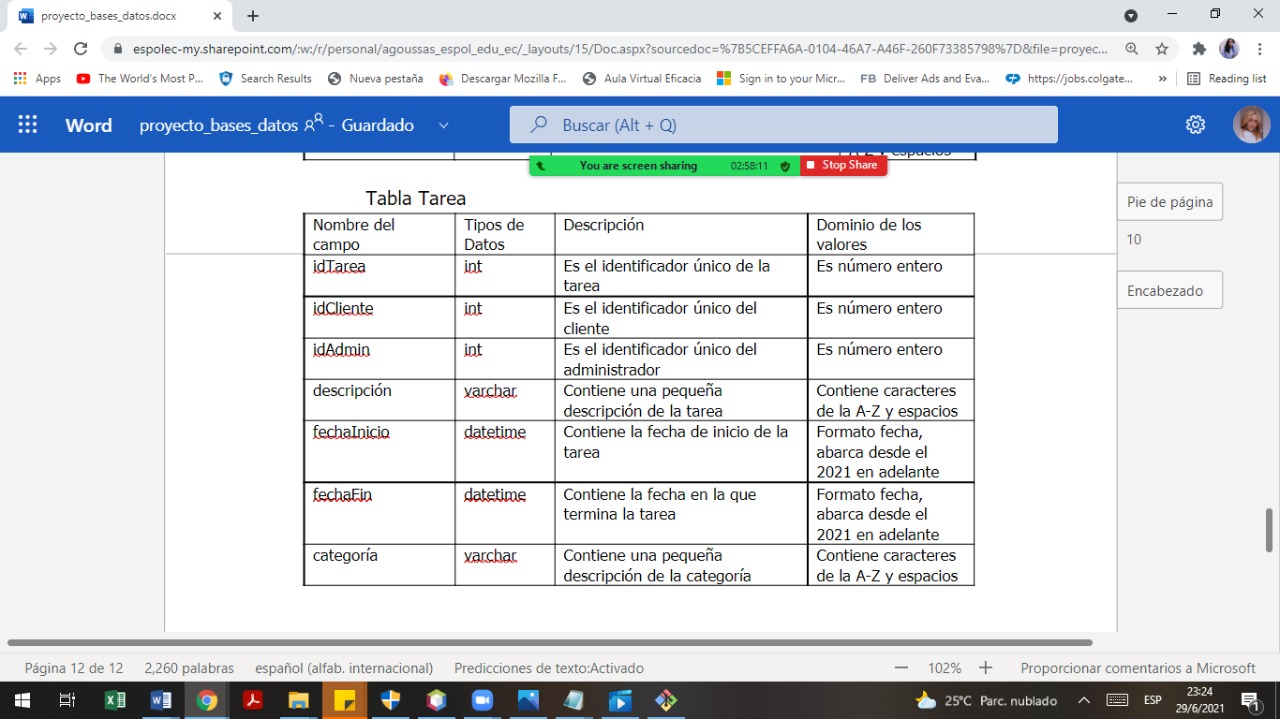 proyecto_bases_datos.docx
espolec-my.sharepoint.com/:w:/r/personal/agoussas_espol_edu_ec/_layouts/15/Doc.aspx?sourcedoc=%7B5CEFFA6A-0104-46A7-A46F-260F73385798%7D&file=proyec...
Apps The World's Most P... Search Results Nueva pestaña Descargar Mozilla F... Aula Virtual Eficacia Sign in to your Micr... FB Deliver Ads and Eva... https://jobs.colgate... » Reading list
Word proyecto_bases_datos - Guardado Buscar (Alt + Q)
A-Z y espacios
You are screen sharing 02:58:11 Stop Share
Tabla Tarea
Nombre del campo Tipos de Datos Descripción Dominio de los valores
idTarea int Es el identificador único de la tarea Es número entero
idCliente int Es el identificador único del cliente Es número entero
idAdmin int Es el identificador único del administrador Es número entero
descripción varchar Contiene una pequeña descripción de la tarea Contiene caracteres de la A-Z y espacios
fechaInicio datetime Contiene la fecha de inicio de la tarea Formato fecha, abarca desde el 2021 en adelante
fechaFin datetime Contiene la fecha en la que termina la tarea Formato fecha, abarca desde el 2021 en adelante
categoría varchar Contiene una pequeña descripción de la categoría Contiene caracteres de la A-Z y espacios
Pie de página
10
Encabezado
Página 12 de 12 2,260 palabras español (alfab. internacional) Predicciones de texto:Activado 102% Proporcionar comentarios a Microsoft
25°C Parc. nublado ESP 23:24
29/6/2021 1